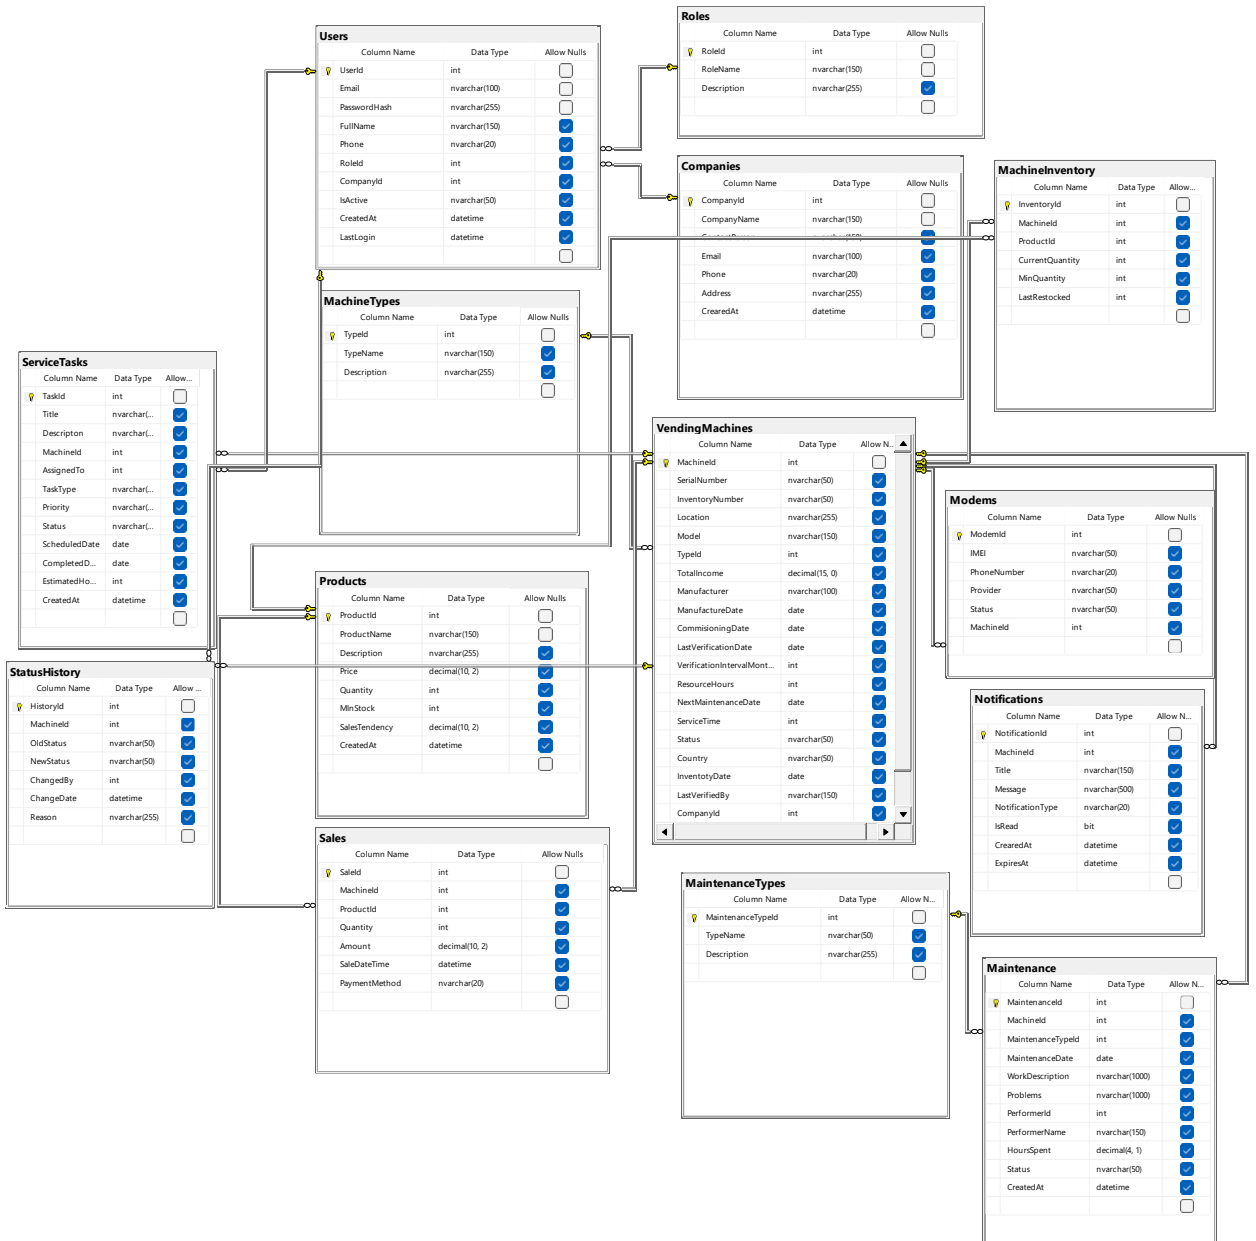 Users
Column Name Data Type Allow Nulls
UserId int
Email nvarchar(100)
PasswordHash nvarchar(255)
FullName nvarchar(150)
Phone nvarchar(20)
RoleId int
CompanyId int
IsActive nvarchar(50)
CreatedAt datetime
LastLogin datetime
Roles
Column Name Data Type Allow Nulls
RoleId int
RoleName nvarchar(150)
Description nvarchar(255)
Companies
Column Name Data Type Allow Nulls
CompanyId int
CompanyName nvarchar(150)
Email nvarchar(100)
Phone nvarchar(20)
Address nvarchar(255)
CrearedAt datetime
MachineInventory
Column Name Data Type Allow...
InventoryId int
MachineId int
ProductId int
CurrentQuantity int
MinQuantity int
LastRestocked int
MachineTypes
Column Name Data Type Allow Nulls
TypeId int
TypeName nvarchar(150)
Description nvarchar(255)
ServiceTasks
Column Name Data Type Allow...
TaskId int
Title nvarchar(...
Descripton nvarchar(...
MachineId int
AssignedTo int
TaskType nvarchar(...
Priority nvarchar(...
Status nvarchar(...
ScheduledDate date
CompletedD... date
EstimatedHo... int
CreatedAt datetime
VendingMachines
Column Name Data Type Allow N...
MachineId int
SerialNumber nvarchar(50)
InventoryNumber nvarchar(50)
Location nvarchar(255)
Model nvarchar(150)
TypeId int
TotalIncome decimal(15, 0)
Manufacturer nvarchar(100)
ManufactureDate date
CommisioningDate date
LastVerificationDate date
VerificationIntervalMont... int
ResourceHours int
NextMaintenanceDate date
ServiceTime int
Status nvarchar(50)
Country nvarchar(50)
InventotyDate date
LastVerifiedBy nvarchar(150)
CompanyId int
Modems
Column Name Data Type Allow Nulls
ModemId int
IMEI nvarchar(50)
PhoneNumber nvarchar(20)
Provider nvarchar(50)
Status nvarchar(50)
MachineId int
Products
Column Name Data Type Allow Nulls
ProductId int
ProductName nvarchar(150)
Description nvarchar(255)
Price decimal(10, 2)
Quantity int
MInStock int
SalesTendency decimal(10, 2)
CreatedAt datetime
StatusHistory
Column Name Data Type Allow ...
HistoryId int
MachineId int
OldStatus nvarchar(50)
NewStatus nvarchar(50)
ChangedBy int
ChangeDate datetime
Reason nvarchar(255)
Notifications
Column Name Data Type Allow N...
NotificationId int
MachineId int
Title nvarchar(150)
Message nvarchar(500)
NotificationType nvarchar(20)
IsRead bit
CrearedAt datetime
ExpiresAt datetime
Sales
Column Name Data Type Allow Nulls
SaleId int
MachineId int
ProductId int
Quantity int
Amount decimal(10, 2)
SaleDateTime datetime
PaymentMethod nvarchar(20)
MaintenanceTypes
Column Name Data Type Allow N...
MaintenanceTypeId int
TypeName nvarchar(50)
Description nvarchar(255)
Maintenance
Column Name Data Type Allow N...
MaintenanceId int
MachineId int
MaintenanceTypeId int
MaintenanceDate date
WorkDescription nvarchar(1000)
Problems nvarchar(1000)
PerformerId int
PerformerName nvarchar(150)
HoursSpent decimal(4, 1)
Status nvarchar(50)
CreatedAt datetime